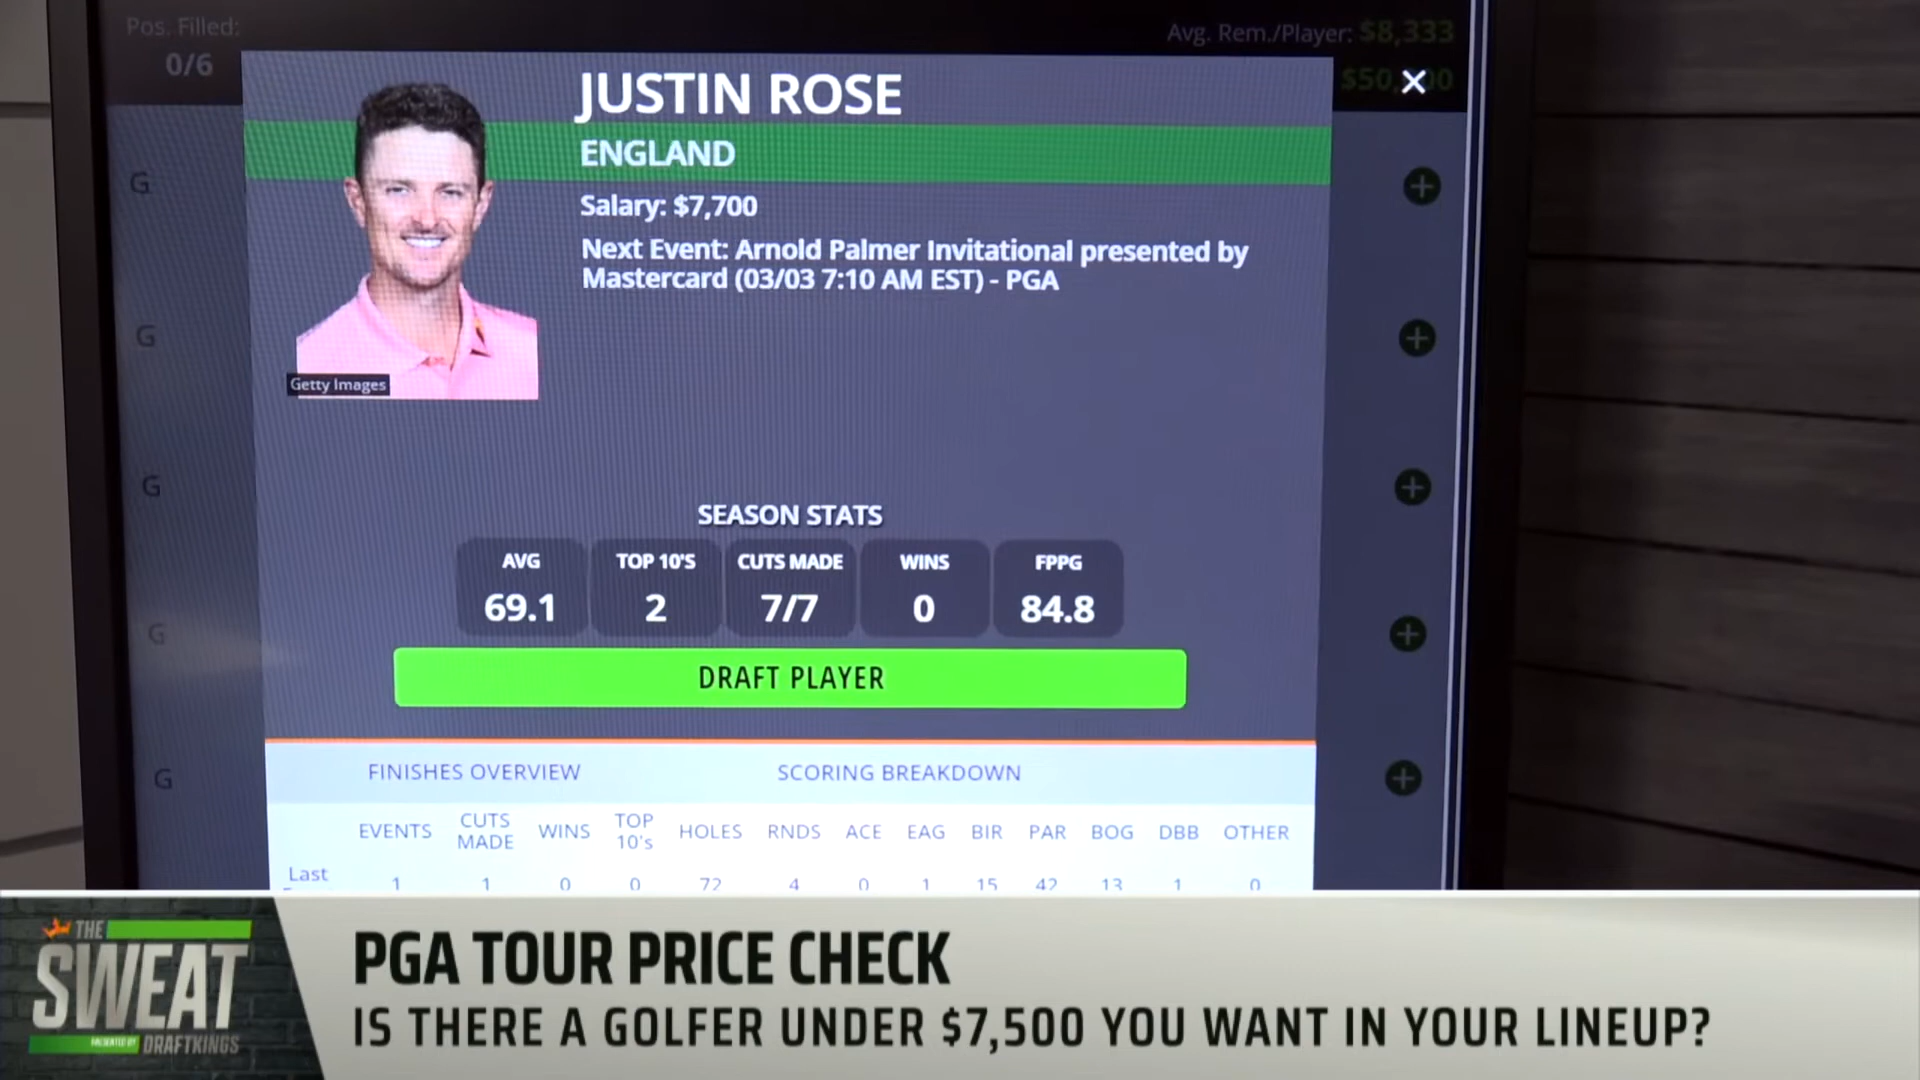 Pos. Filled:
0/6
Avg. Rem./Player: $8,333
JUSTIN ROSE
ENGLAND
Salary: $7,700
Next Event: Arnold Palmer Invitational presented by
Mastercard (03/03 7:10 AM EST) - PGA
Getty Images
G
G
G
G
G
SEASON STATS
AVG TOP 10'S CUTS MADE WINS FPPG
69.1 2 7/7 0 84.8
DRAFT PLAYER
FINISHES OVERVIEW SCORING BREAKDOWN
EVENTS CUTS MADE WINS TOP 10's HOLES RNDS ACE EAG BIR PAR BOG DBB OTHER
Last 1 1 0 0 72 4 0 1 15 42 13 1 0
THE
SWEAT
PRESENTED BY DRAFTKINGS
PGA TOUR PRICE CHECK
IS THERE A GOLFER UNDER $7,500 YOU WANT IN YOUR LINEUP?